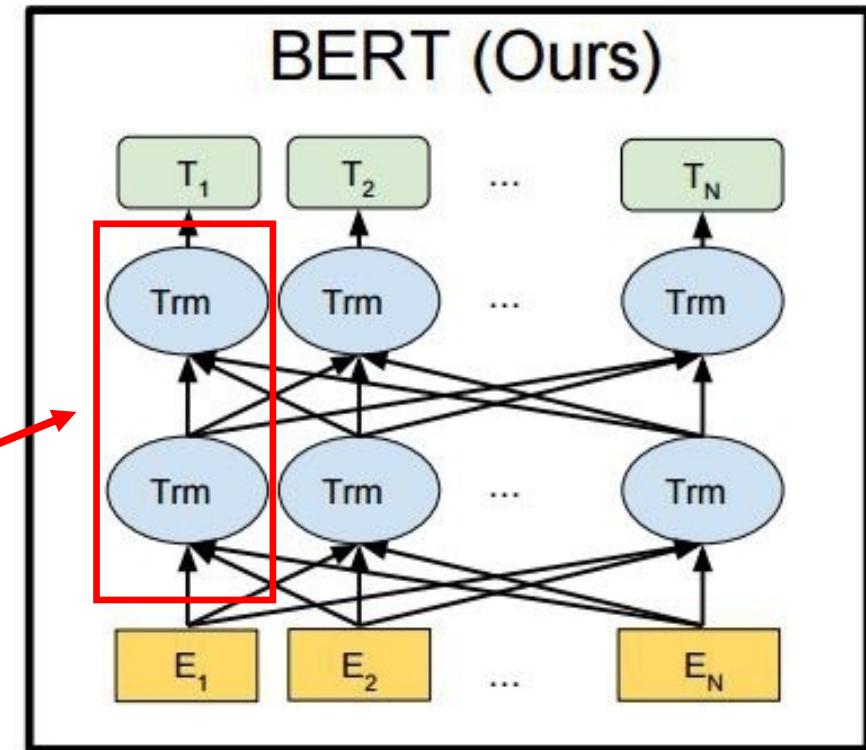 BERT (Ours)
T1 T2 ... TN
Trm Trm ... Trm
Trm Trm ... Trm
E1 E2 ... EN